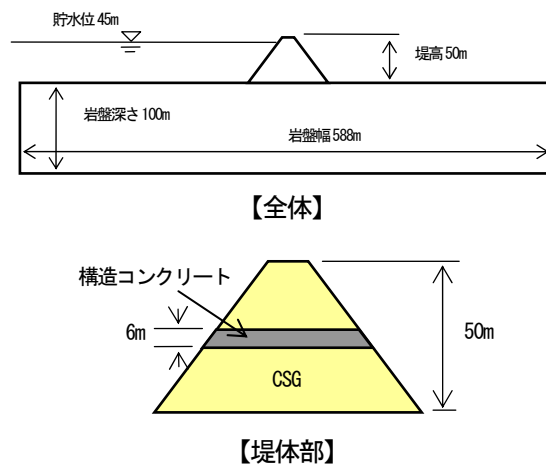 貯水位 45m
堤高 50m
岩盤深さ 100m
岩盤幅 588m
【全体】
構造コンクリート
6m
50m
CSG
【堤体部】